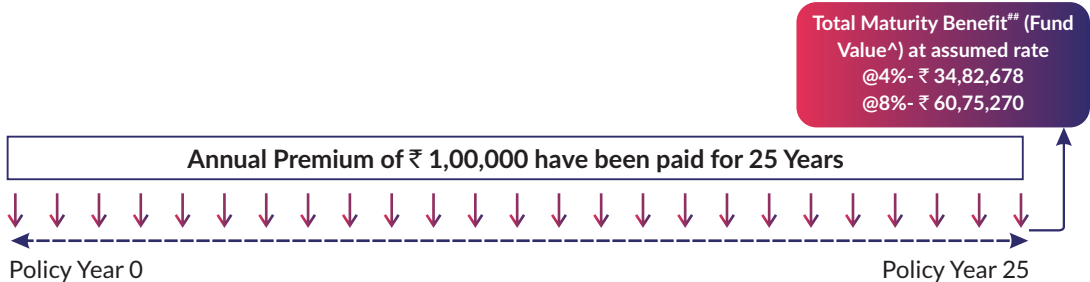 Total Maturity Benefit## (Fund
Value^) at assumed rate
@4%- ₹ 34,82,678
@8%- ₹ 60,75,270
Annual Premium of ₹ 1,00,000 have been paid for 25 Years
Policy Year 0
Policy Year 25